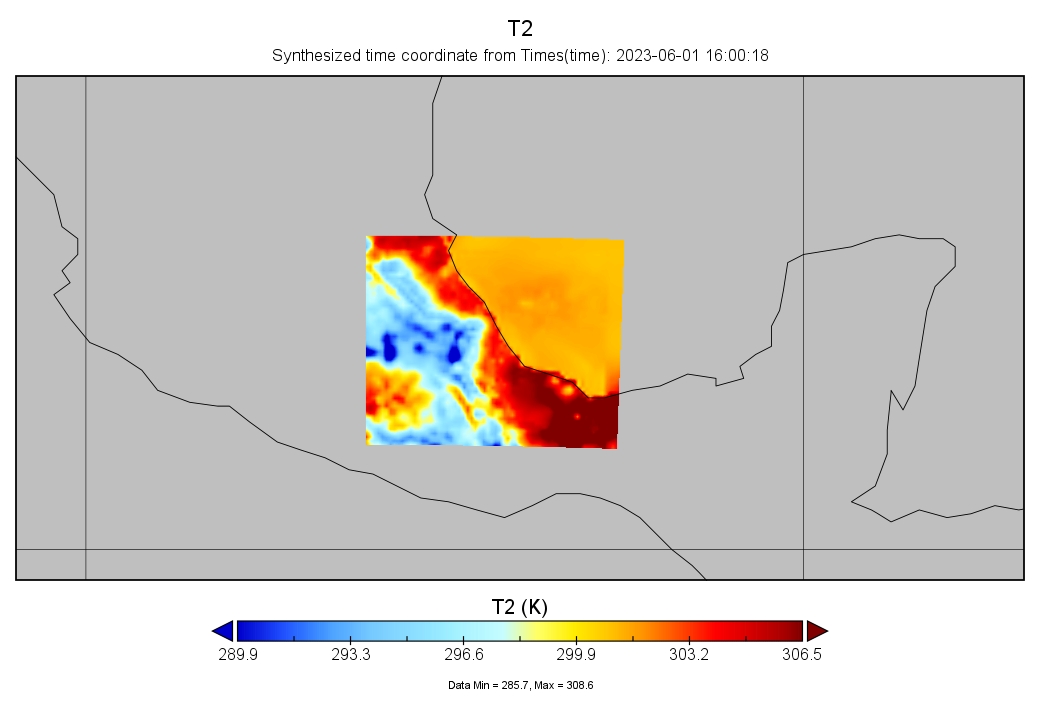 T2
Synthesized time coordinate from Times(time): 2023-06-01 16:00:18
T2 (K)
289.9 293.3 296.6 299.9 303.2 306.5
Data Min = 285.7, Max = 308.6